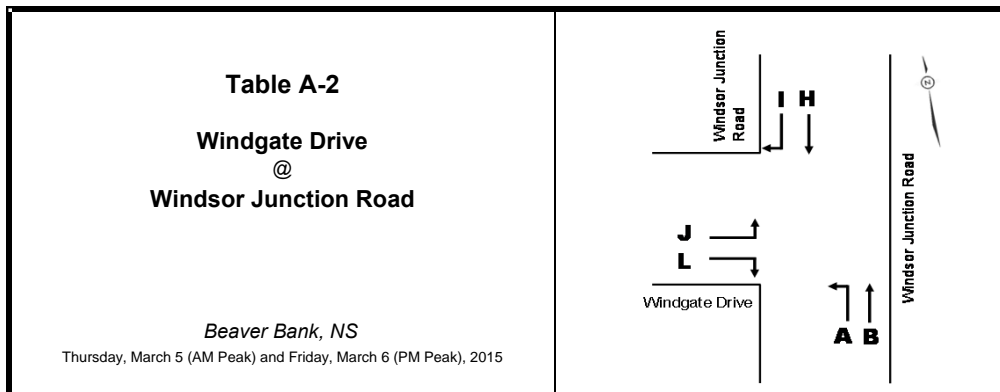 Table A-2
Windgate Drive
@
Windsor Junction Road
Beaver Bank, NS
Thursday, March 5 (AM Peak) and Friday, March 6 (PM Peak), 2015
Windsor Junction
Road
I H
N
Windsor Junction Road
J
L
Windgate Drive
A B